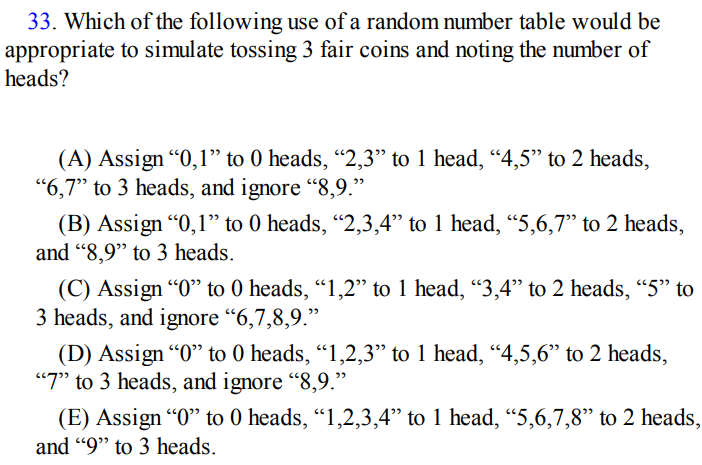 33. Which of the following use of a random number table would be
appropriate to simulate tossing 3 fair coins and noting the number of
heads?
(A) Assign “0,1” to 0 heads, “2,3” to 1 head, “4,5” to 2 heads,
“6,7” to 3 heads, and ignore “8,9.”
(B) Assign “0,1” to 0 heads, “2,3,4” to 1 head, “5,6,7” to 2 heads,
and “8,9” to 3 heads.
(C) Assign “0” to 0 heads, “1,2” to 1 head, “3,4” to 2 heads, “5” to
3 heads, and ignore “6,7,8,9.”
(D) Assign “0” to 0 heads, “1,2,3” to 1 head, “4,5,6” to 2 heads,
“7” to 3 heads, and ignore “8,9.”
(E) Assign “0” to 0 heads, “1,2,3,4” to 1 head, “5,6,7,8” to 2 heads,
and “9” to 3 heads.